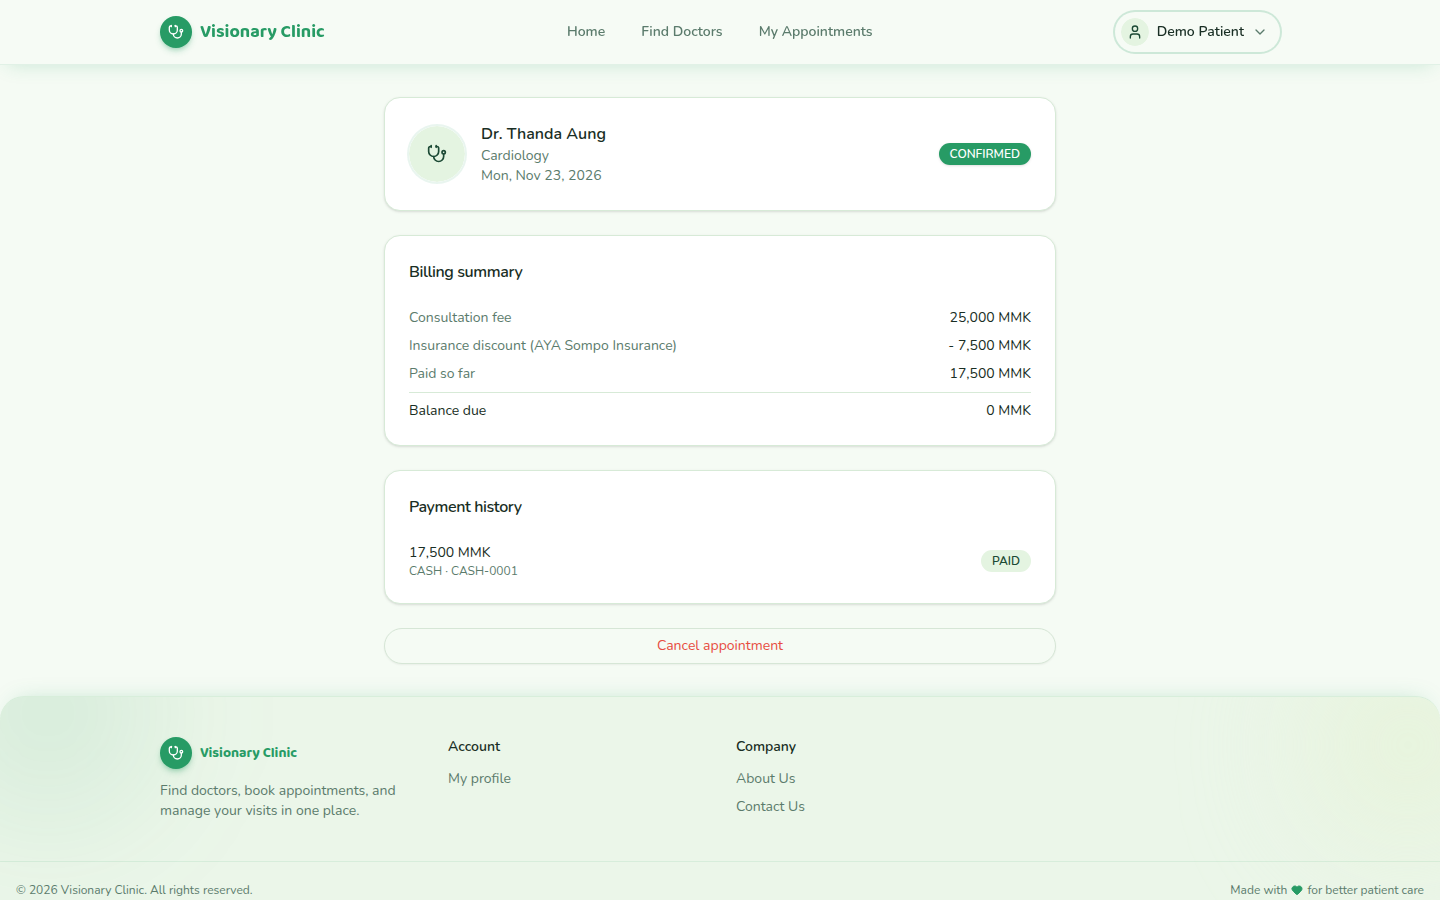 Visionary Clinic
Home
Find Doctors
My Appointments
Demo Patient
Dr. Thanda Aung
Cardiology
Mon, Nov 23, 2026
CONFIRMED
Billing summary
Consultation fee 25,000 MMK
Insurance discount (AYA Sompo Insurance) - 7,500 MMK
Paid so far 17,500 MMK
Balance due 0 MMK
Payment history
17,500 MMK
CASH · CASH-0001
PAID
Cancel appointment
Visionary Clinic
Find doctors, book appointments, and
manage your visits in one place.
Account
My profile
Company
About Us
Contact Us
© 2026 Visionary Clinic. All rights reserved.
Made with 💚 for better patient care